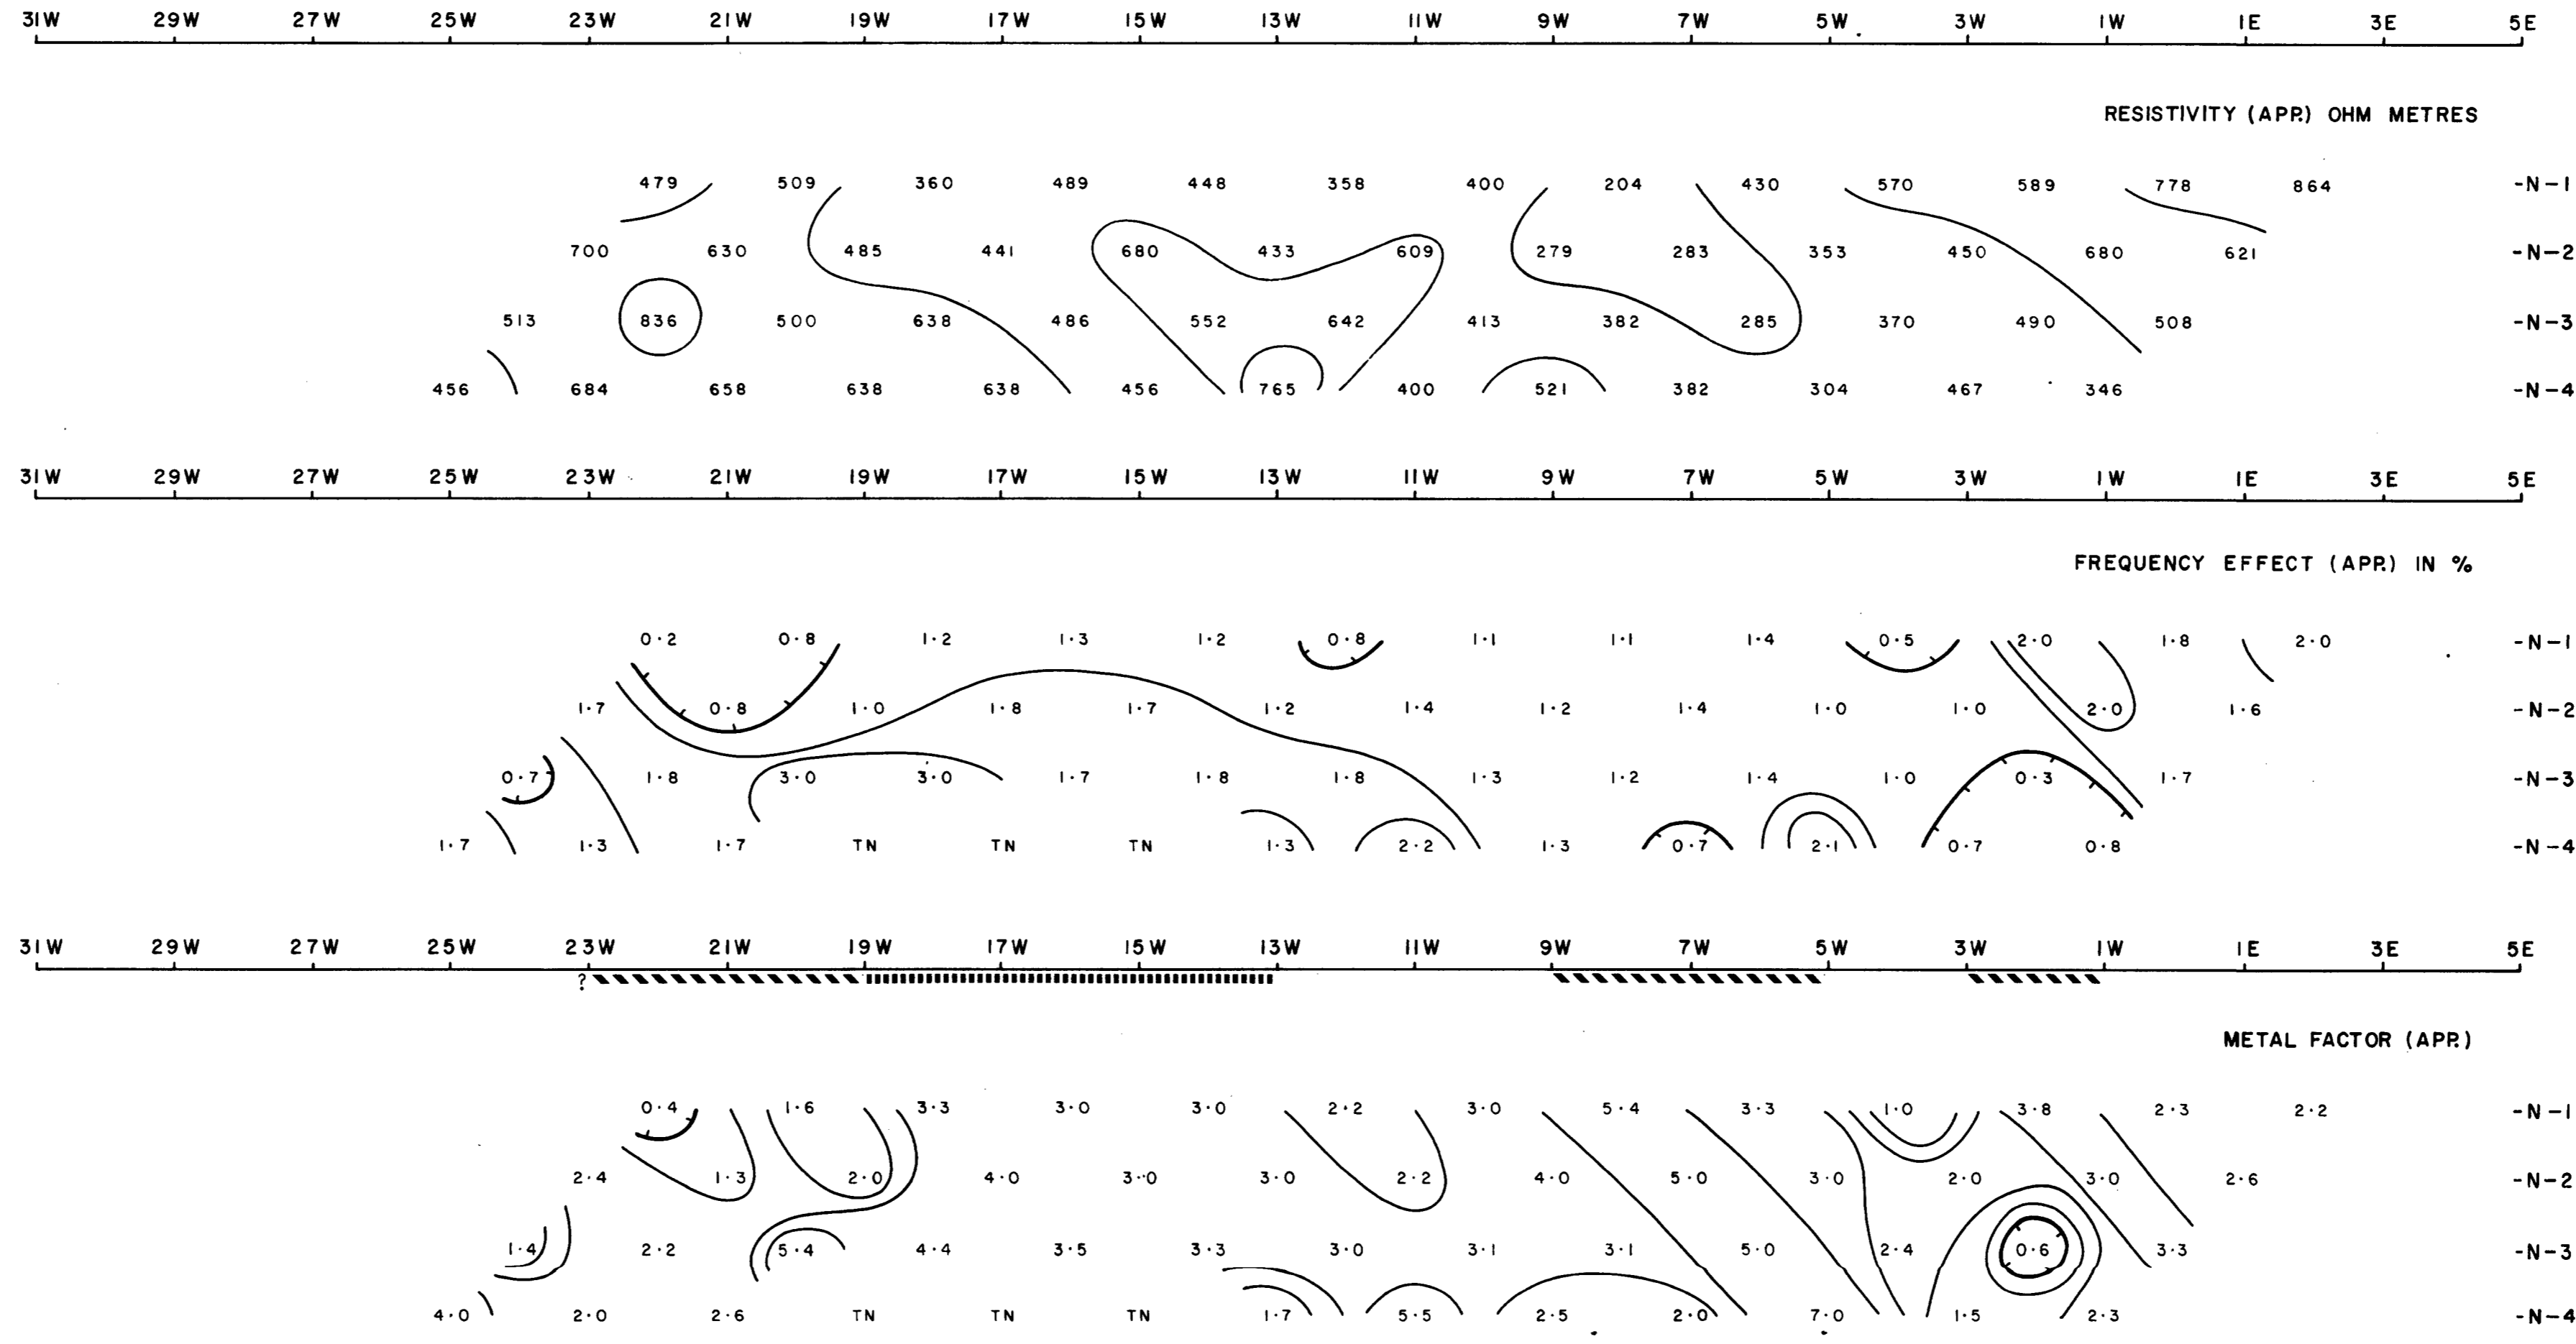 31W 29W 27W 25W 23W 21W 19W 17W 15W 13W 11W 9W 7W 5W 3W 1W 1E 3E 5E
RESISTIVITY (APP.) OHM METRES
479 509 360 489 448 358 400 204 430 570 589 778 864 -N-1
700 630 485 441 680 433 609 279 283 353 450 680 621 -N-2
513 836 500 638 486 552 642 413 382 285 370 490 508 -N-3
456 684 658 638 638 456 765 400 521 382 304 467 346 -N-4
31W 29W 27W 25W 23W 21W 19W 17W 15W 13W 11W 9W 7W 5W 3W 1W 1E 3E 5E
FREQUENCY EFFECT (APP.) IN %
0·2 0·8 1·2 1·3 1·2 0·8 1·1 1·1 1·4 0·5 2·0 1·8 2·0 -N-1
1·7 0·8 1·0 1·8 1·7 1·2 1·4 1·2 1·4 1·0 1·0 2·0 1·6 -N-2
0·7 1·8 3·0 3·0 1·7 1·8 1·8 1·3 1·2 1·4 1·0 0·3 1·7 -N-3
1·7 1·3 1·7 TN TN TN 1·3 2·2 1·3 0·7 2·1 0·7 0·8 -N-4
31W 29W 27W 25W 23W 21W 19W 17W 15W 13W 11W 9W 7W 5W 3W 1W 1E 3E 5E
?
METAL FACTOR (APP.)
0·4 1·6 3·3 3·0 3·0 2·2 3·0 5·4 3·3 1·0 3·8 2·3 2·2 -N-1
2·4 1·3 2·0 4·0 3·0 3·0 2·2 4·0 5·0 3·0 2·0 3·0 2·6 -N-2
1·4 2·2 5·4 4·4 3·5 3·3 3·0 3·1 3·1 5·0 2·4 0·6 3·3 -N-3
4·0 2·0 2·6 TN TN TN 1·7 5·5 2·5 2·0 7·0 1·5 2·3 -N-4